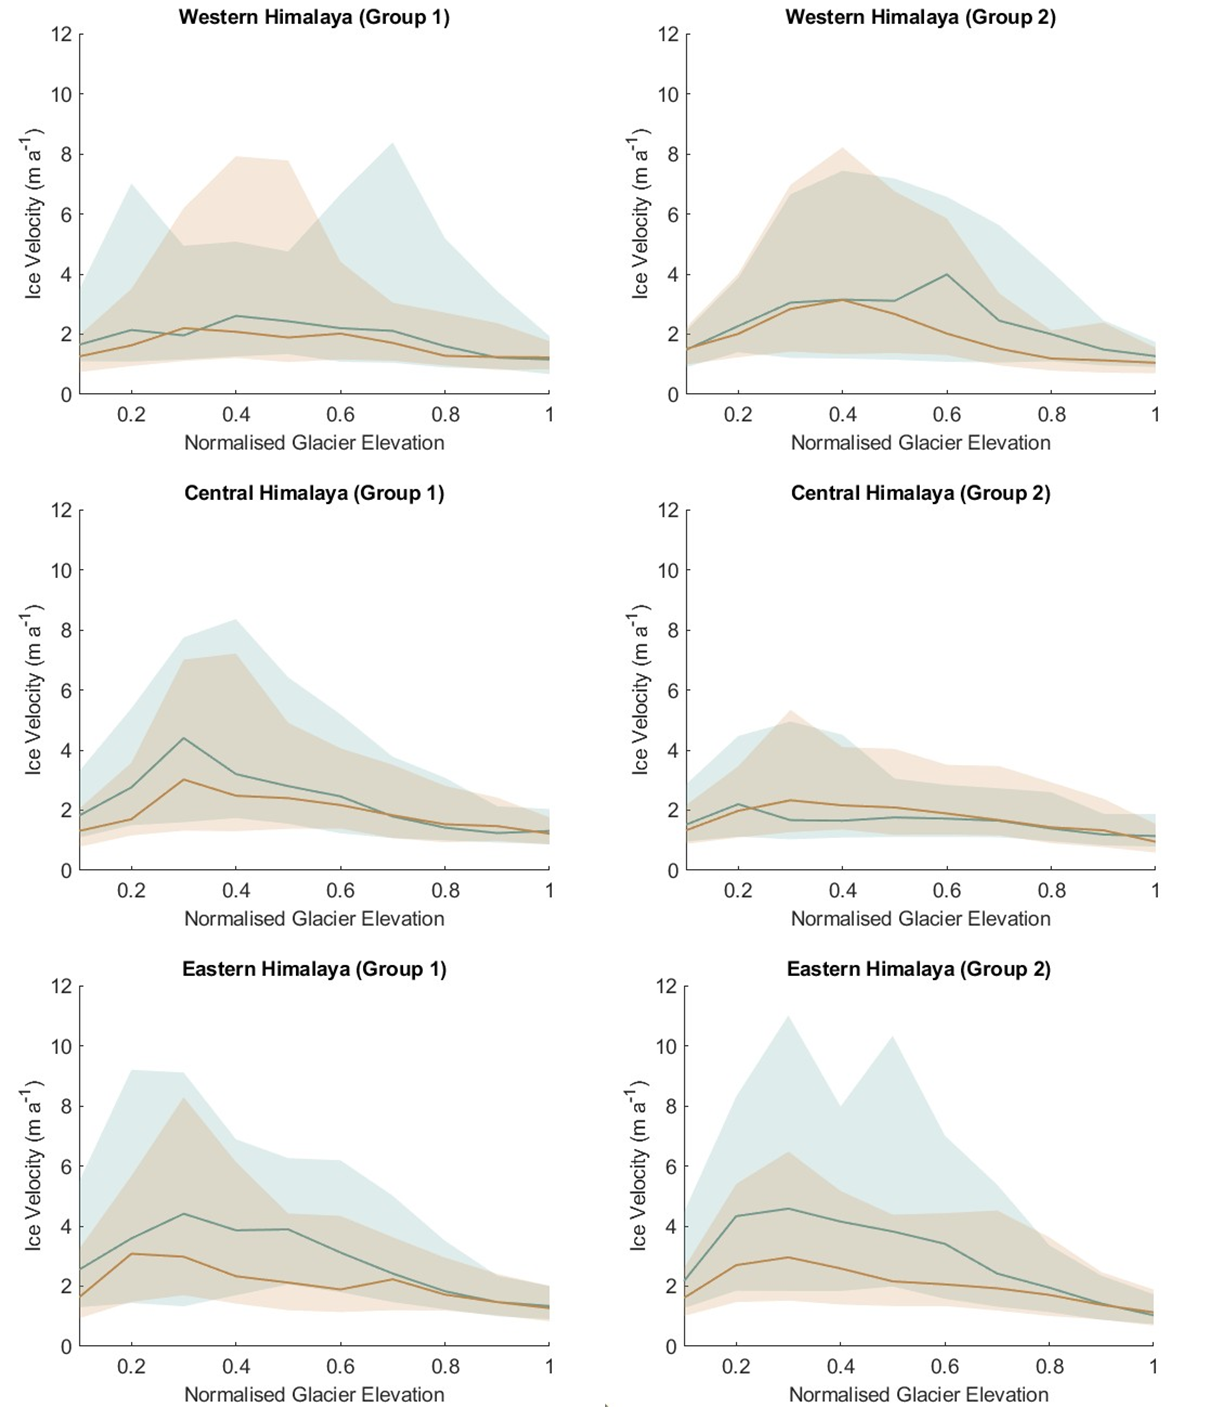 Western Himalaya (Group 1)
12
10
8
6
4
2
0
Ice Velocity (m a⁻¹)
0.2 0.4 0.6 0.8 1
Normalised Glacier Elevation
Western Himalaya (Group 2)
12
10
8
6
4
2
0
Ice Velocity (m a⁻¹)
0.2 0.4 0.6 0.8 1
Normalised Glacier Elevation
Central Himalaya (Group 1)
12
10
8
6
4
2
0
Ice Velocity (m a⁻¹)
0.2 0.4 0.6 0.8 1
Normalised Glacier Elevation
Central Himalaya (Group 2)
12
10
8
6
4
2
0
Ice Velocity (m a⁻¹)
0.2 0.4 0.6 0.8 1
Normalised Glacier Elevation
Eastern Himalaya (Group 1)
12
10
8
6
4
2
0
Ice Velocity (m a⁻¹)
0.2 0.4 0.6 0.8 1
Normalised Glacier Elevation
Eastern Himalaya (Group 2)
12
10
8
6
4
2
0
Ice Velocity (m a⁻¹)
0.2 0.4 0.6 0.8 1
Normalised Glacier Elevation